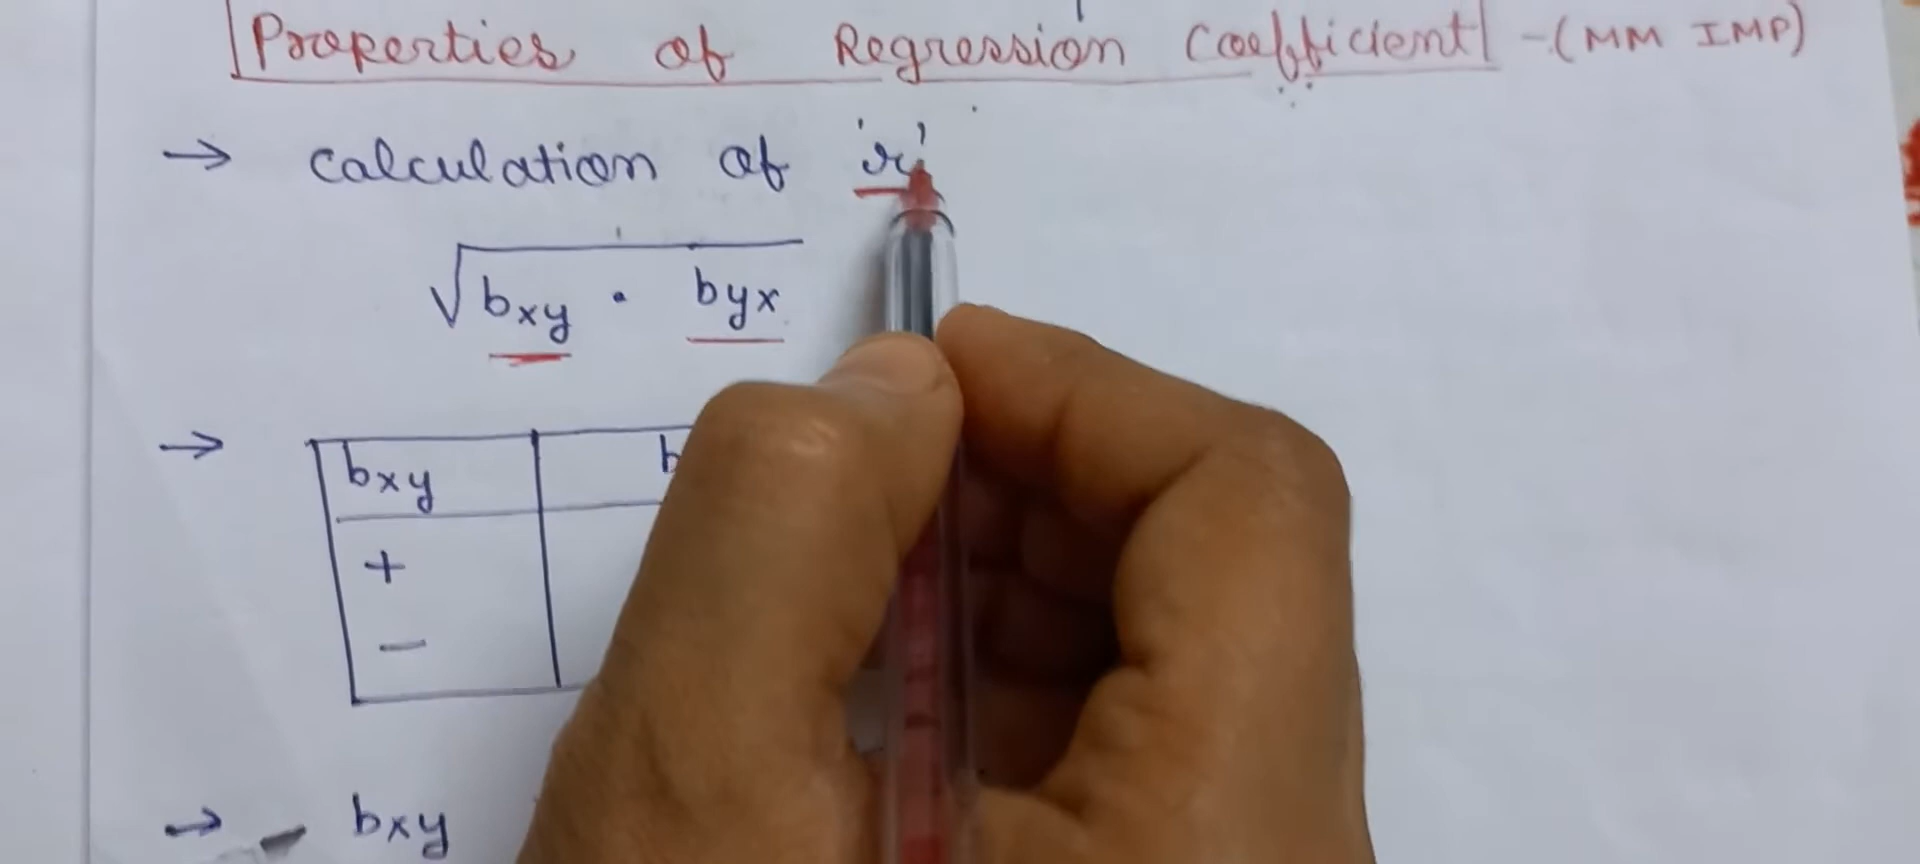 Properties of Regression Coefficient - (MM IMP)
→ calculation of 'r'
√bxy · byx
→ bxy b
+
-
→ - bxy